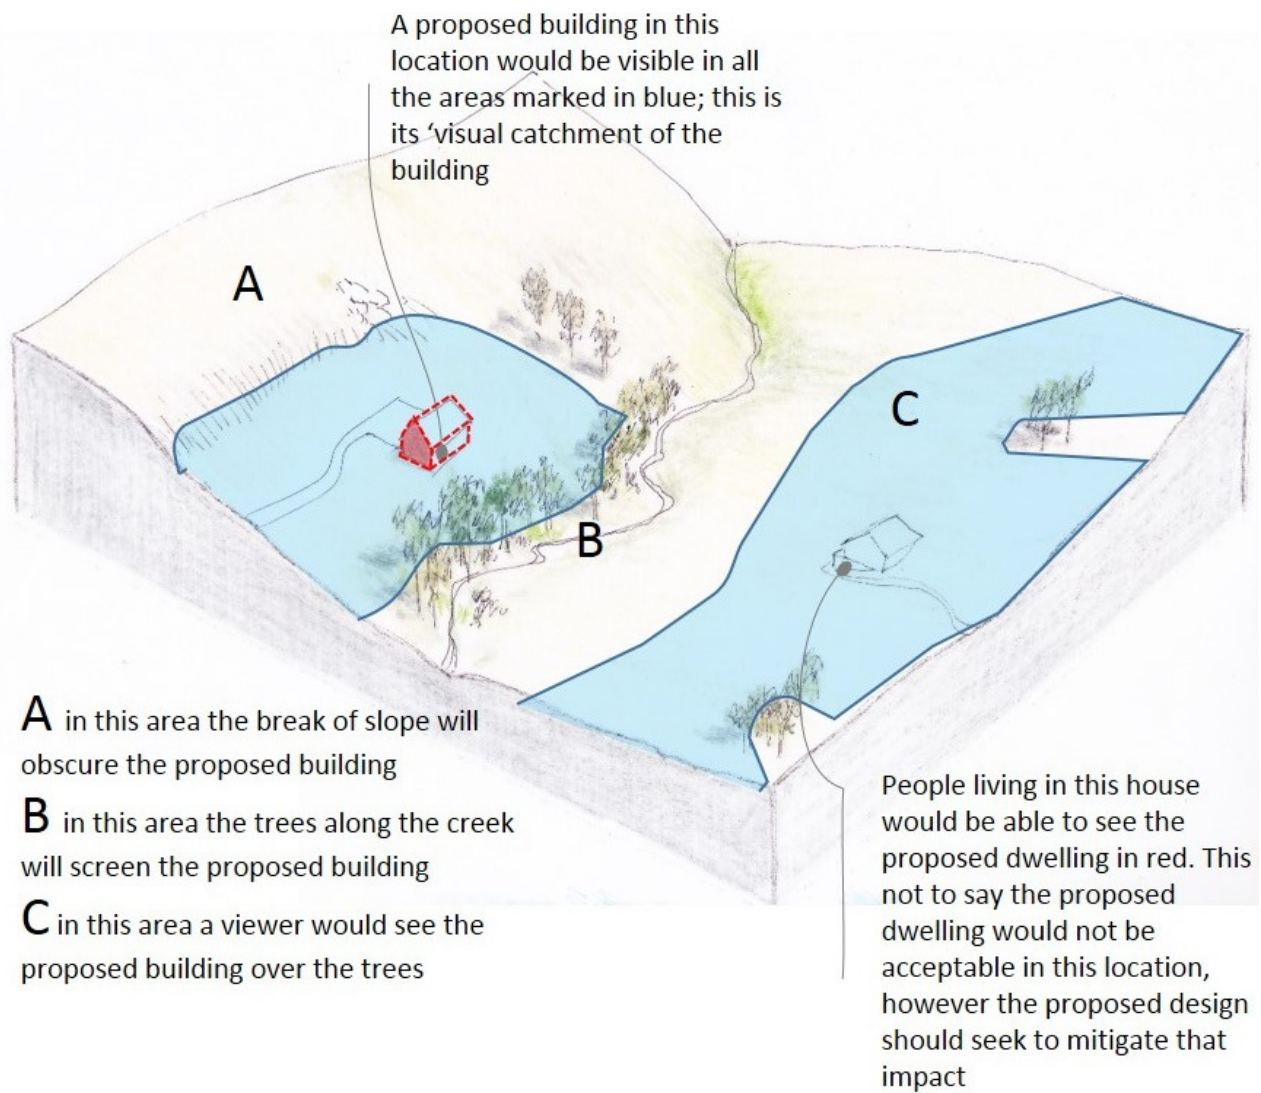 A proposed building in this
location would be visible in all
the areas marked in blue; this is
its ‘visual catchment of the
building
A
C
B
A in this area the break of slope will
obscure the proposed building
B in this area the trees along the creek
will screen the proposed building
C in this area a viewer would see the
proposed building over the trees
People living in this house
would be able to see the
proposed dwelling in red. This
not to say the proposed
dwelling would not be
acceptable in this location,
however the proposed design
should seek to mitigate that
impact